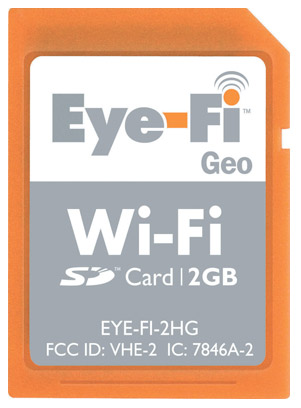 Eye-Fi™
Geo
Wi-Fi
SD™ Card | 2GB
EYE-FI-2HG
FCC ID: VHE-2 IC: 7846A-2